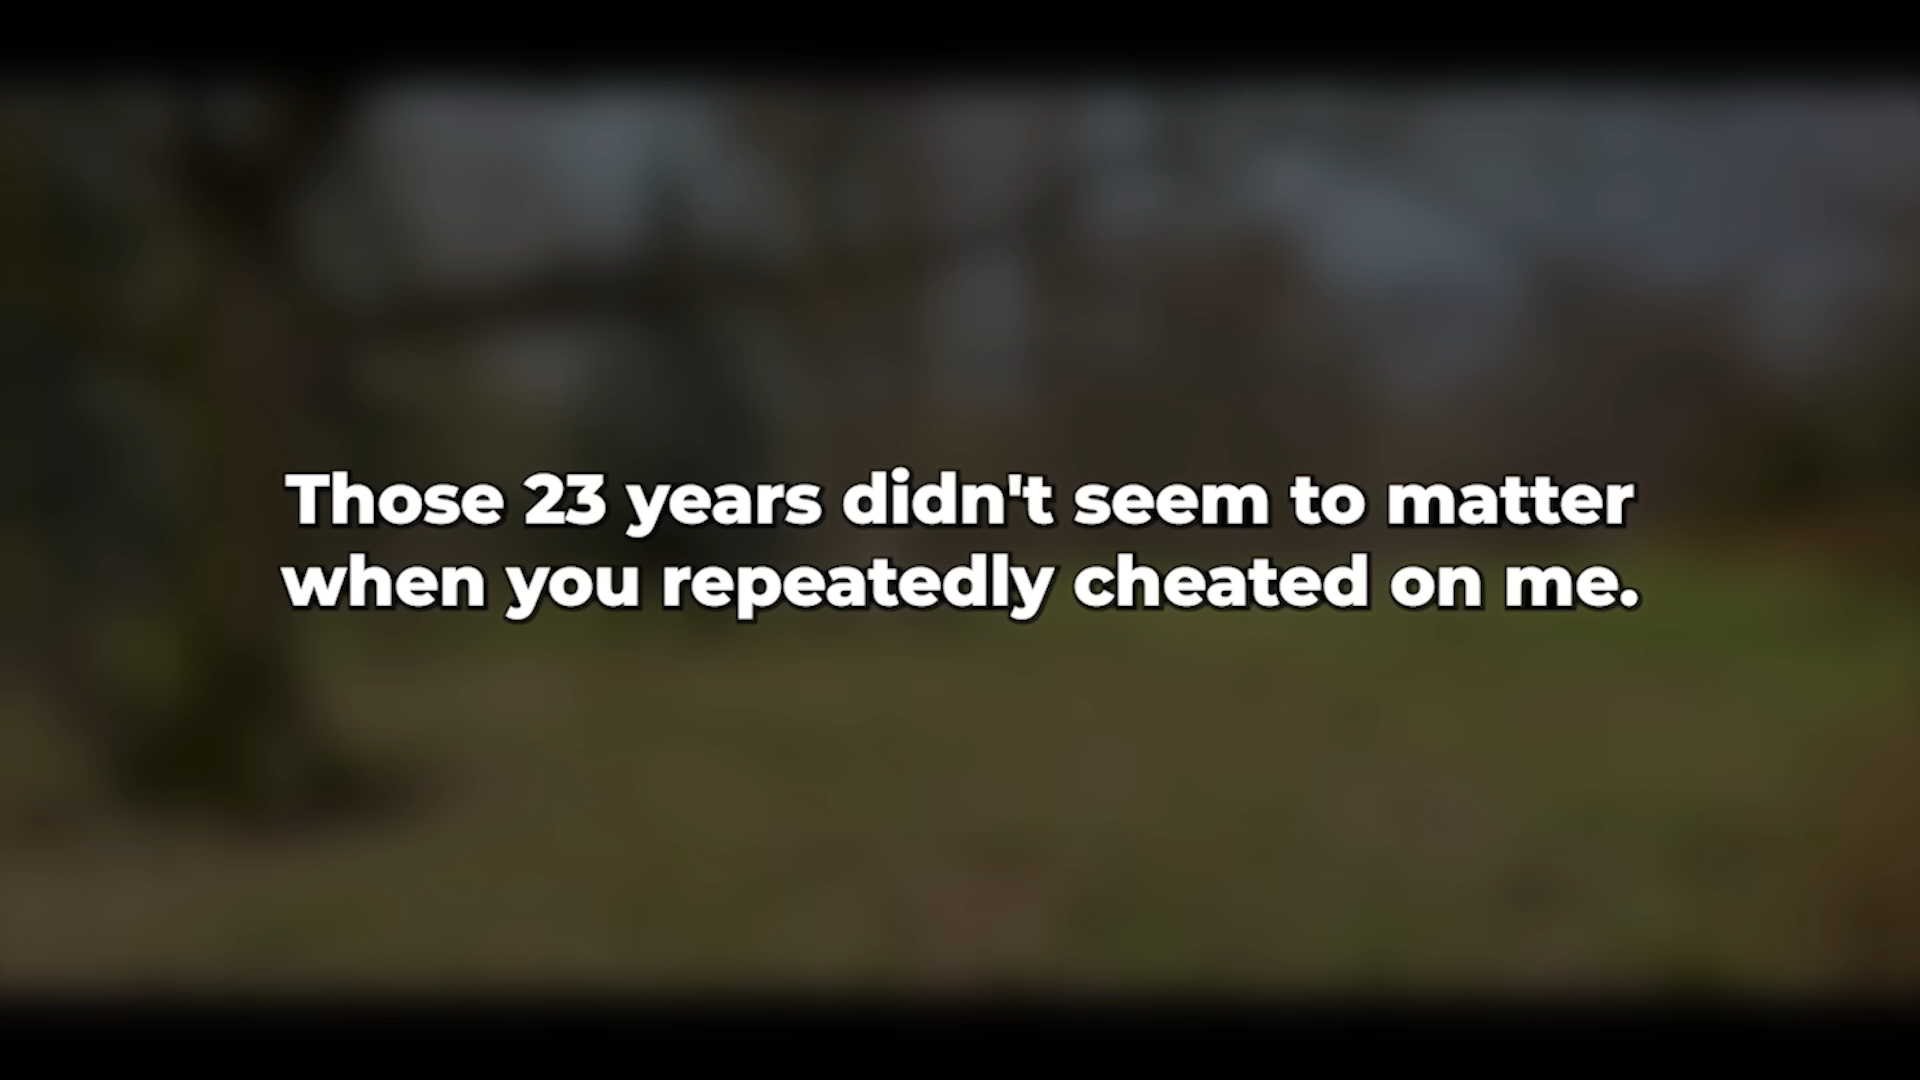 Those 23 years didn't seem to matter
when you repeatedly cheated on me.